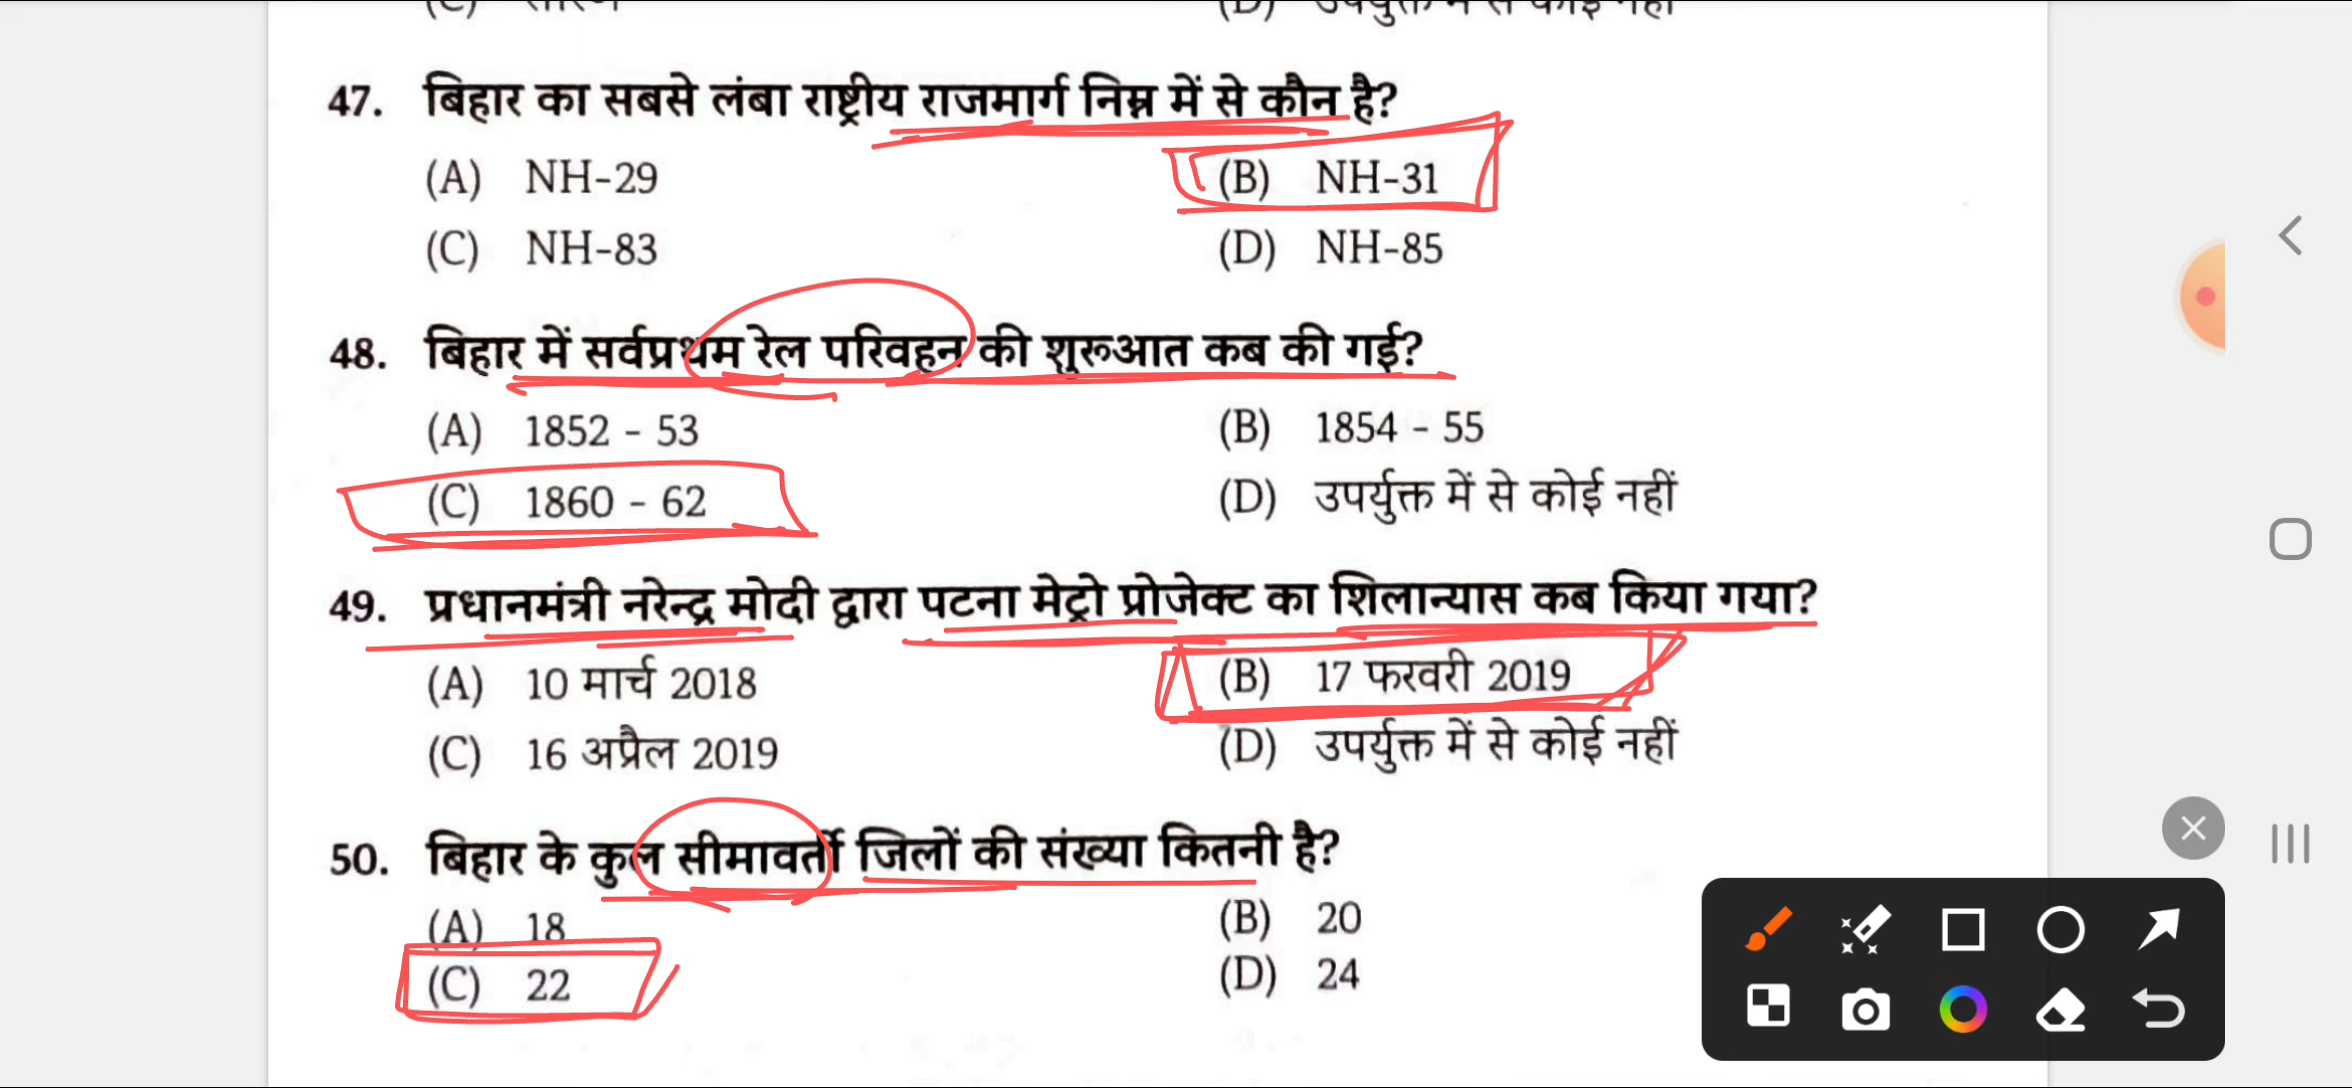 47. बिहार का सबसे लंबा राष्ट्रीय राजमार्ग निम्न में से कौन है?
(A) NH-29 (B) NH-31
(C) NH-83 (D) NH-85
48. बिहार में सर्वप्रथम रेल परिवहन की शुरूआत कब की गई?
(A) 1852 - 53 (B) 1854 - 55
(C) 1860 - 62 (D) उपर्युक्त में से कोई नहीं
49. प्रधानमंत्री नरेन्द्र मोदी द्वारा पटना मेट्रो प्रोजेक्ट का शिलान्यास कब किया गया?
(A) 10 मार्च 2018 (B) 17 फरवरी 2019
(C) 16 अप्रैल 2019 (D) उपर्युक्त में से कोई नहीं
50. बिहार के कुल सीमावर्ती जिलों की संख्या कितनी है?
(A) 18 (B) 20
(C) 22 (D) 24